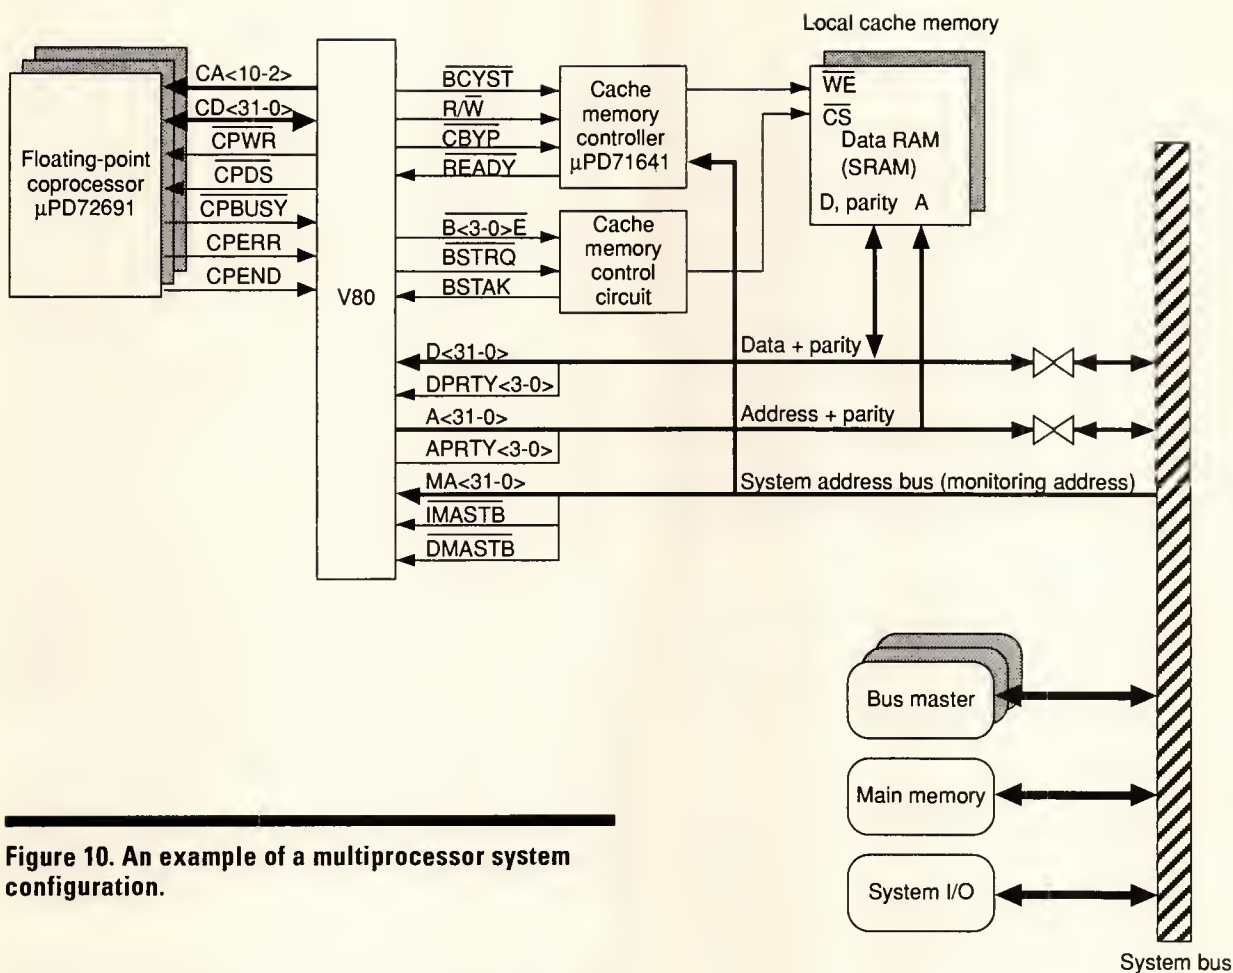 Local cache memory
Floating-point
coprocessor
µPD72691
CA<10-2>
CD<31-0>
CPWR
CPDS
CPBUSY
CPERR
CPEND
V80
BCYST
R/W
CBYP
READY
Cache
memory
controller
µPD71641
B<3-0>E
BSTRQ
BSTAK
Cache
memory
control
circuit
WE
CS
Data RAM
(SRAM)
D, parity A
D<31-0>
Data + parity
DPRTY<3-0>
A<31-0>
Address + parity
APRTY<3-0>
MA<31-0>
System address bus (monitoring address)
IMASTB
DMASTB
Bus master
Main memory
System I/O
System bus
Figure 10. An example of a multiprocessor system
configuration.